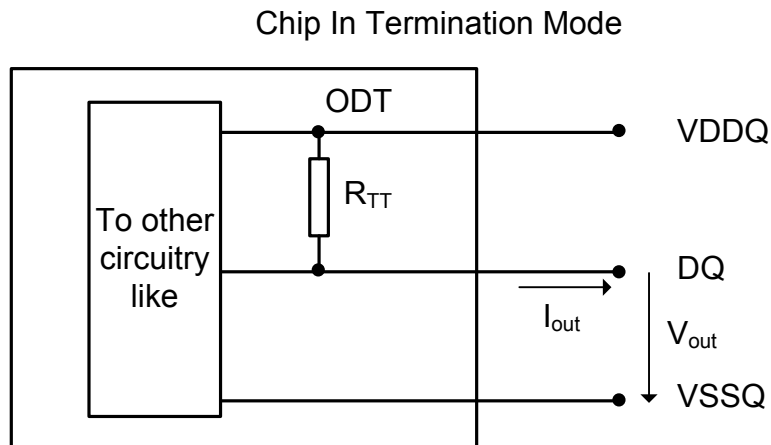 Chip In Termination Mode
ODT
VDDQ
R_TT
To other
circuitry
like
DQ
I_out
V_out
VSSQ